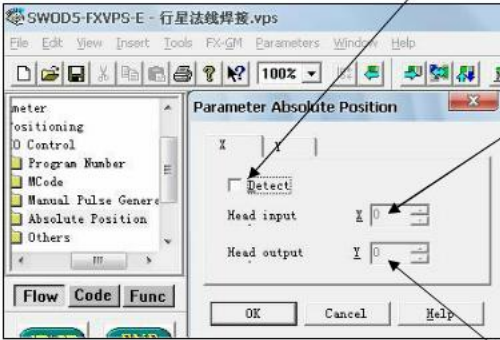 SWOD5-FXVPS-E - 行星法线焊接.vps
File Edit View Insert Tools FX-GM Parameters Window Help
100%
meter
ositioning
O Control
Program Number
MCode
Manual Pulse Genera
Absolute Position
Others
Flow Code Func
Parameter Absolute Position
X Y
Detect
Head input X 0
Head output Y 0
OK Cancel Help